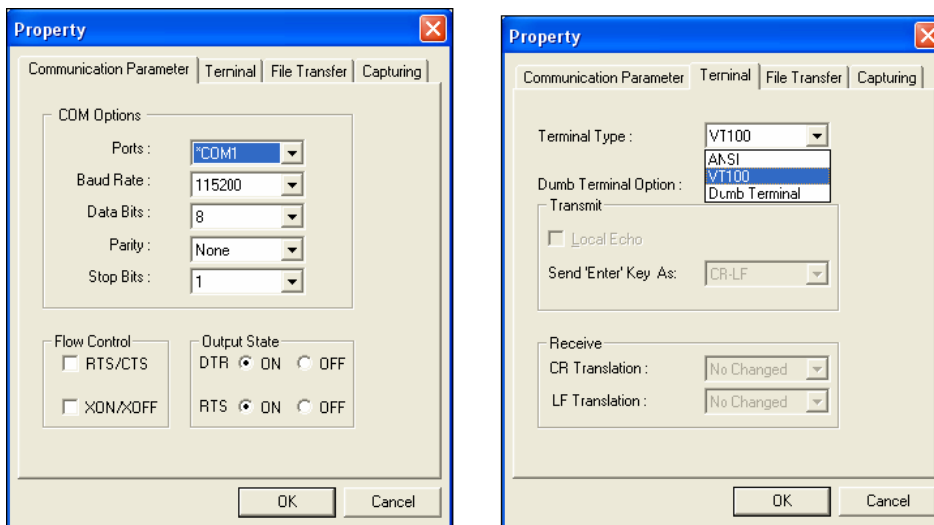 Property
Communication Parameter Terninal File Transfer Capturing
COM Options
Ports : *COM1
Baud Rate : 115200
Data Bits : 8
Parity : None
Stop Bits : 1
Flow Control
RTS/CTS
XON/XOFF
Output State
DTR ON OFF
RTS ON OFF
OK Cancel
Property
Communication Parameter Terninal File Transfer Capturing
Terminal Type : VT100
ANSI
VT100
Dumb Terminal
Dumb Terminal Option :
Transmit
Local Echo
Send 'Enter' Key As: CR-LF
Receive
CR Translation : No Changed
LF Translation : No Changed
OK Cancel